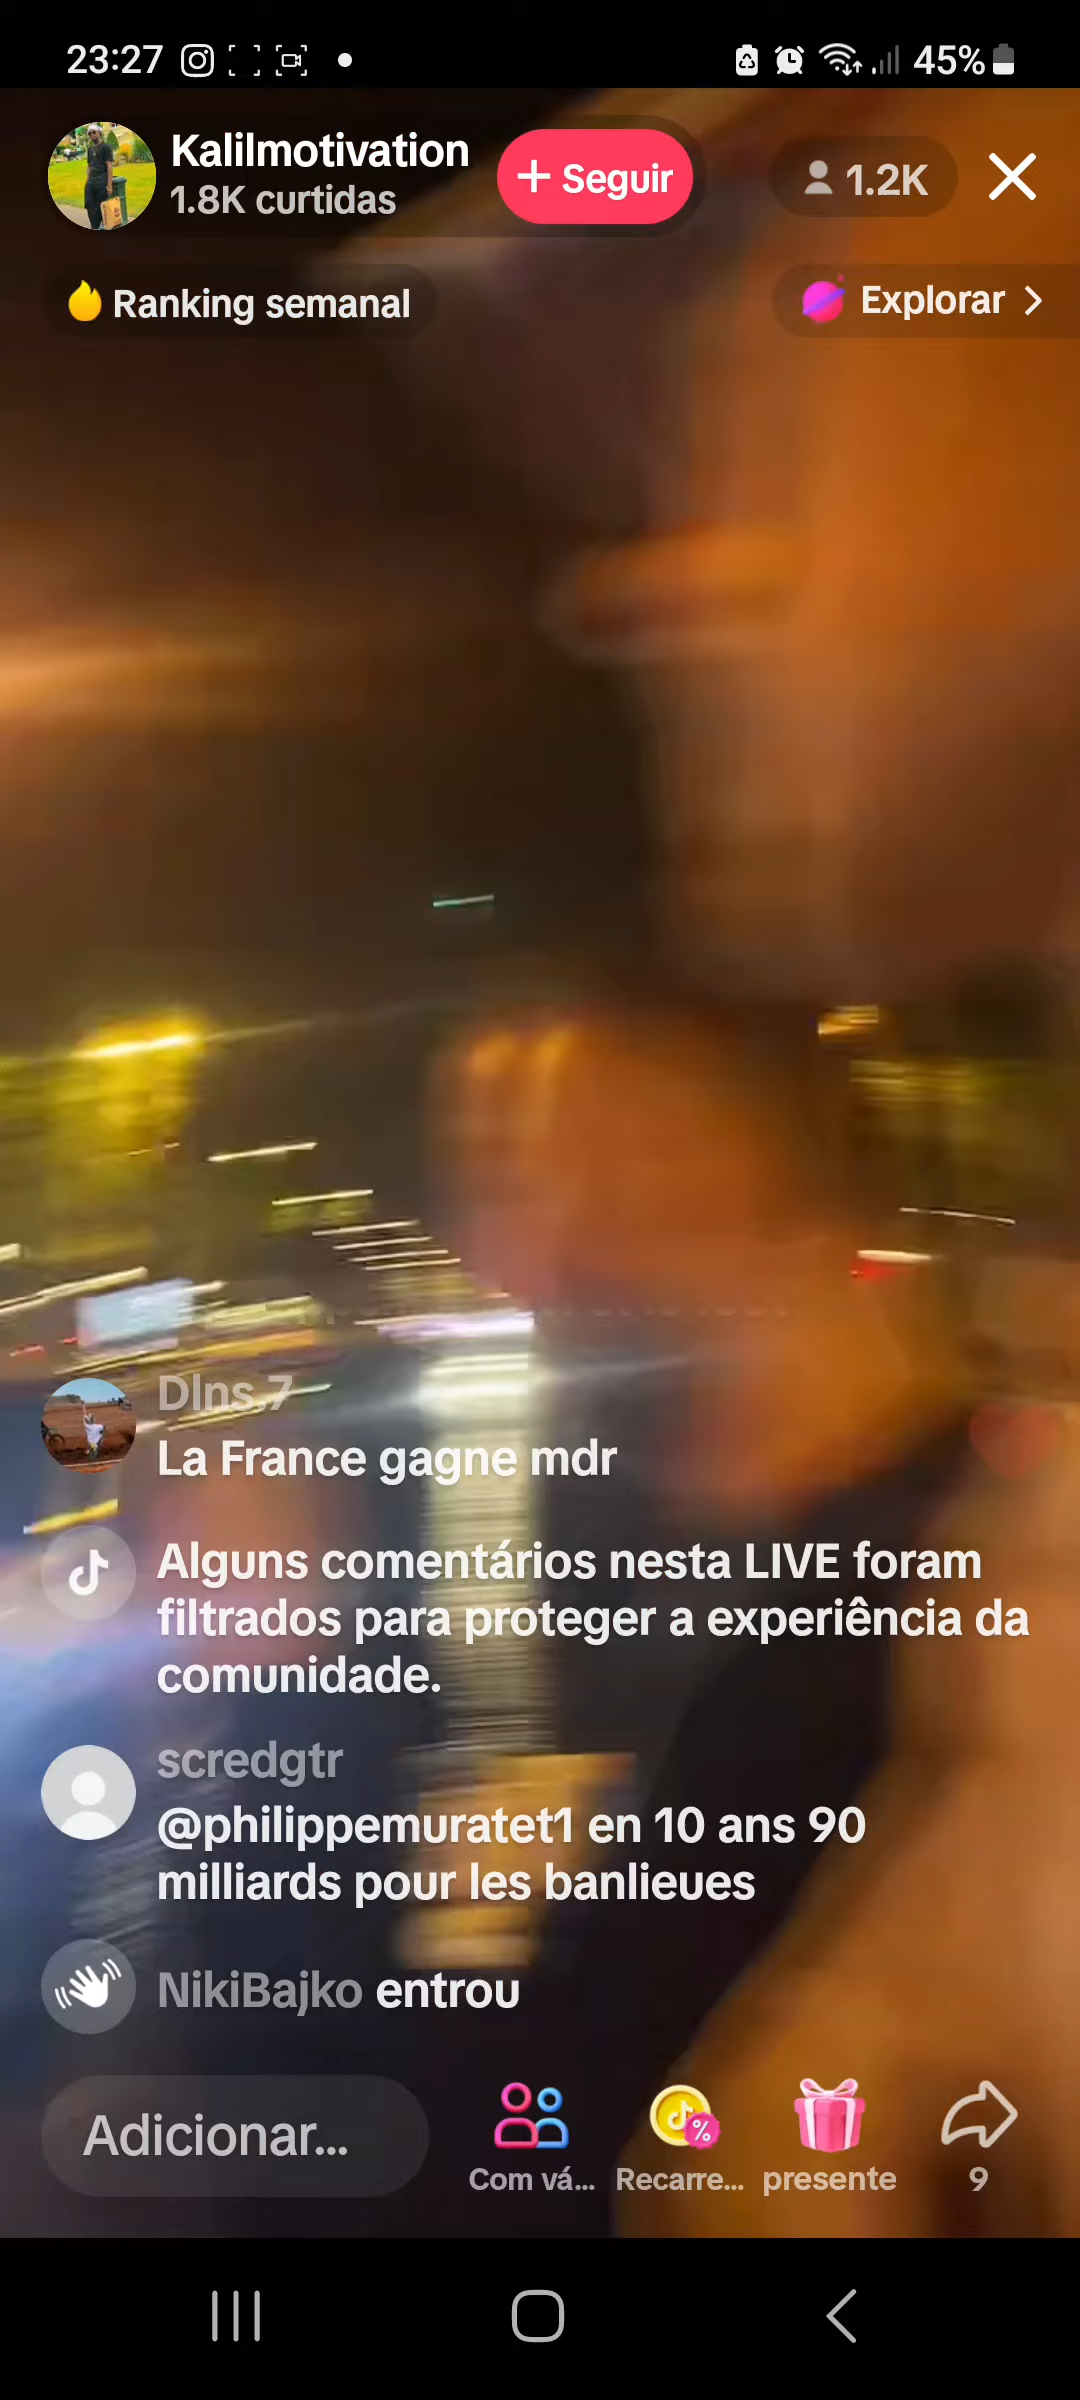 23:27
45%
Kalilmotivation
1.8K curtidas
+ Seguir
1.2K
Ranking semanal
Explorar
Dlns.7
La France gagne mdr
Alguns comentários nesta LIVE foram
filtrados para proteger a experiência da
comunidade.
scredgtr
@philippemuratet1 en 10 ans 90
milliards pour les banlieues
NikiBajko entrou
Adicionar...
Com vá...
Recarre...
presente
9